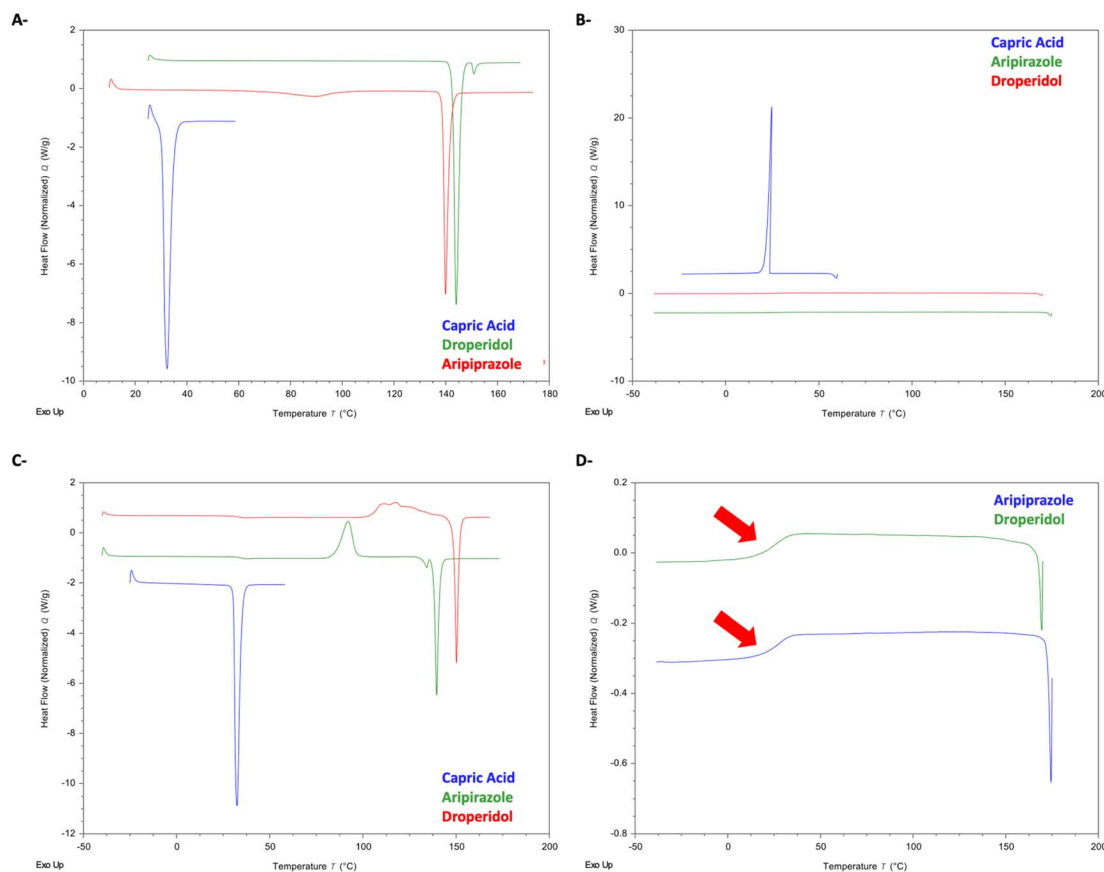 A-
2
0
-2
-4
-6
-8
-10
0 20 40 60 80 100 120 140 160 180
Heat Flow (Normalized) Q (W/g)
Temperature T (°C)
Exo Up
Capric Acid
Droperidol
Aripiprazole
B-
30
20
10
0
-10
-50 0 50 100 150 200
Heat Flow (Normalized) Q (W/g)
Temperature T (°C)
Exo Up
Capric Acid
Aripirazole
Droperidol
C-
2
0
-2
-4
-6
-8
-10
-12
-50 0 50 100 150 200
Heat Flow (Normalized) Q (W/g)
Temperature T (°C)
Exo Up
Capric Acid
Aripirazole
Droperidol
D-
0.2
0.0
-0.2
-0.4
-0.6
-0.8
-50 0 50 100 150 200
Heat Flow (Normalized) Q (W/g)
Temperature T (°C)
Exo Up
Aripiprazole
Droperidol